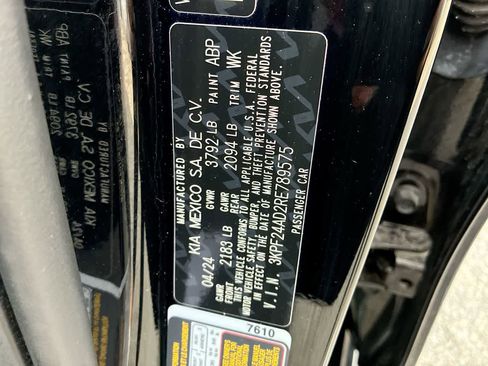 MANUFACTURED BY
KIA MEXICO S.A. DE C.V.
04/24 GVWR 3792 LB PAINT ABP
GAWR FRONT 2183 LB GAWR REAR 2094 LB TRIM WK
THIS VEHICLE CONFORMS TO ALL APPLICABLE U.S.A. FEDERAL
MOTOR VEHICLE SAFETY, BUMPER, AND THEFT PREVENTION STANDARDS
IN EFFECT ON THE DATE OF MANUFACTURE SHOWN ABOVE.
V.I.N. 3KPF24AD2RE789575
PASSENGER CAR
7610